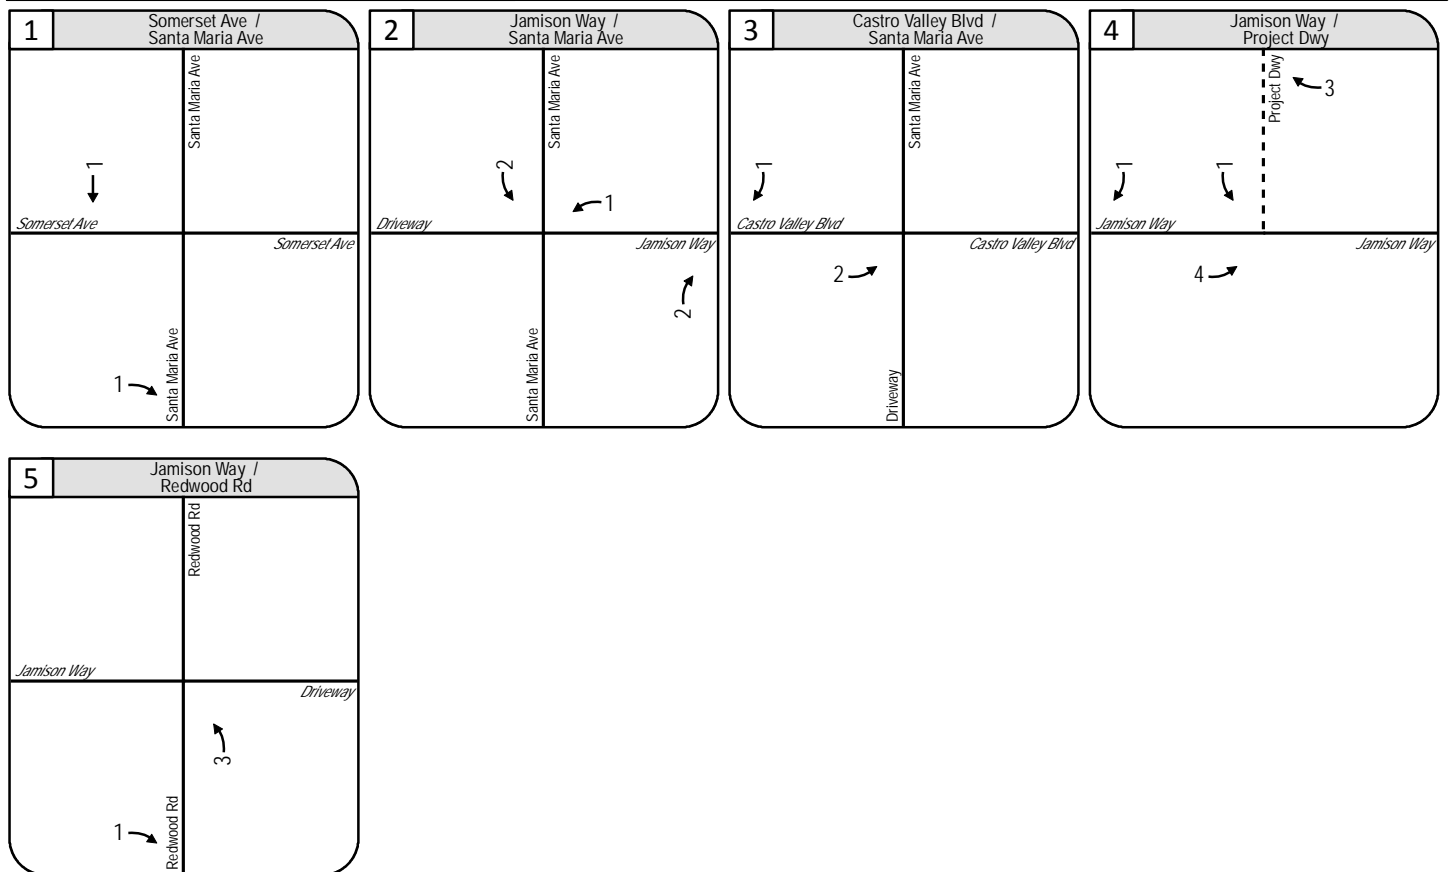 1
Somerset Ave /
Santa Maria Ave
Santa Maria Ave
1
Somerset Ave
Somerset Ave
Santa Maria Ave
1
2
Jamison Way /
Santa Maria Ave
Santa Maria Ave
2
1
Driveway
Jamison Way
2
Santa Maria Ave
3
Castro Valley Blvd /
Santa Maria Ave
Santa Maria Ave
1
Castro Valley Blvd
Castro Valley Blvd
2
Driveway
4
Jamison Way /
Project Dwy
Project Dwy
3
1
1
Jamison Way
Jamison Way
4
5
Jamison Way /
Redwood Rd
Redwood Rd
Jamison Way
Driveway
3
Redwood Rd
1